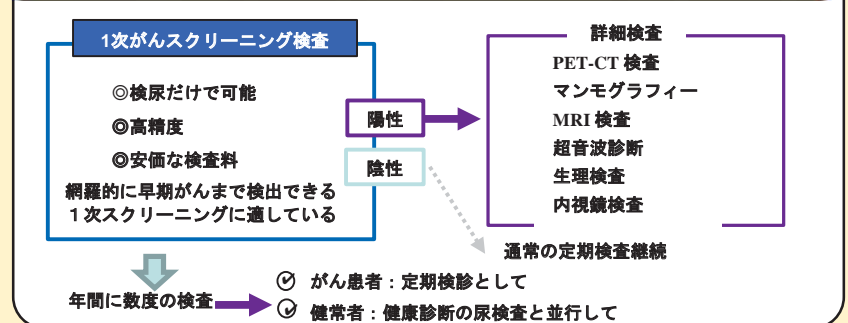 1次がんスクリーニング検査
◎検尿だけで可能
◎高精度
◎安価な検査料
網羅的に早期がんまで検出できる
1次スクリーニングに適している
陽性
陰性
詳細検査
PET-CT 検査
マンモグラフィー
MRI 検査
超音波診断
生理検査
内視鏡検査
通常の定期検査継続
年間に数度の検査
がん患者：定期検診として
健常者：健康診断の尿検査と並行して